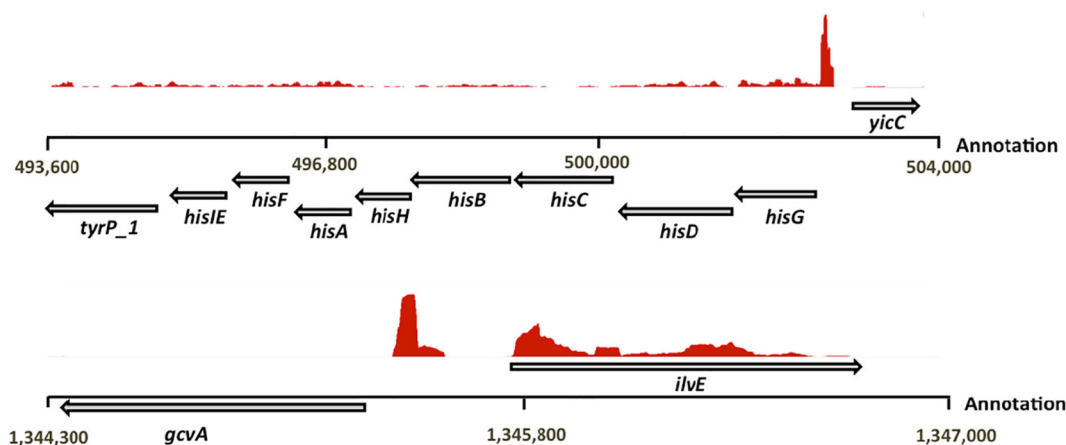 yicC
Annotation
493,600 496,800 500,000 504,000
tyrP_1 hisIE hisF hisA hisH hisB hisC hisD hisG
ilvE
Annotation
1,344,300 gcvA 1,345,800 1,347,000